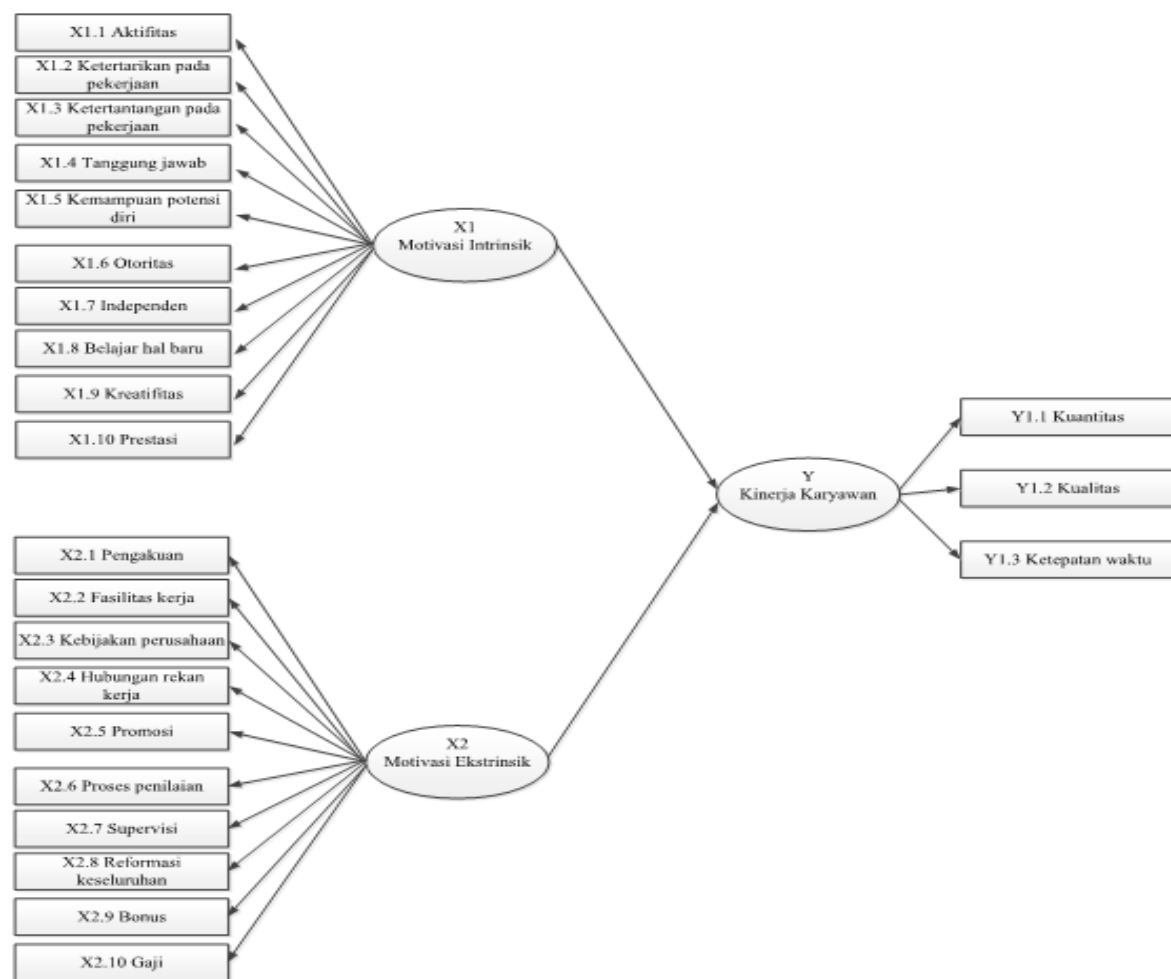 X1.1 Aktifitas
X1.2 Ketertarikan pada
pekerjaan
X1.3 Ketertantangan pada
pekerjaan
X1.4 Tanggung jawab
X1.5 Kemampuan potensi
diri
X1.6 Otoritas
X1.7 Independen
X1.8 Belajar hal baru
X1.9 Kreatifitas
X1.10 Prestasi
X1
Motivasi Intrinsik
X2.1 Pengakuan
X2.2 Fasilitas kerja
X2.3 Kebijakan perusahaan
X2.4 Hubungan rekan
kerja
X2.5 Promosi
X2.6 Proses penilaian
X2.7 Supervisi
X2.8 Reformasi
keseluruhan
X2.9 Bonus
X2.10 Gaji
X2
Motivasi Ekstrinsik
Y
Kinerja Karyawan
Y1.1 Kuantitas
Y1.2 Kualitas
Y1.3 Ketepatan waktu